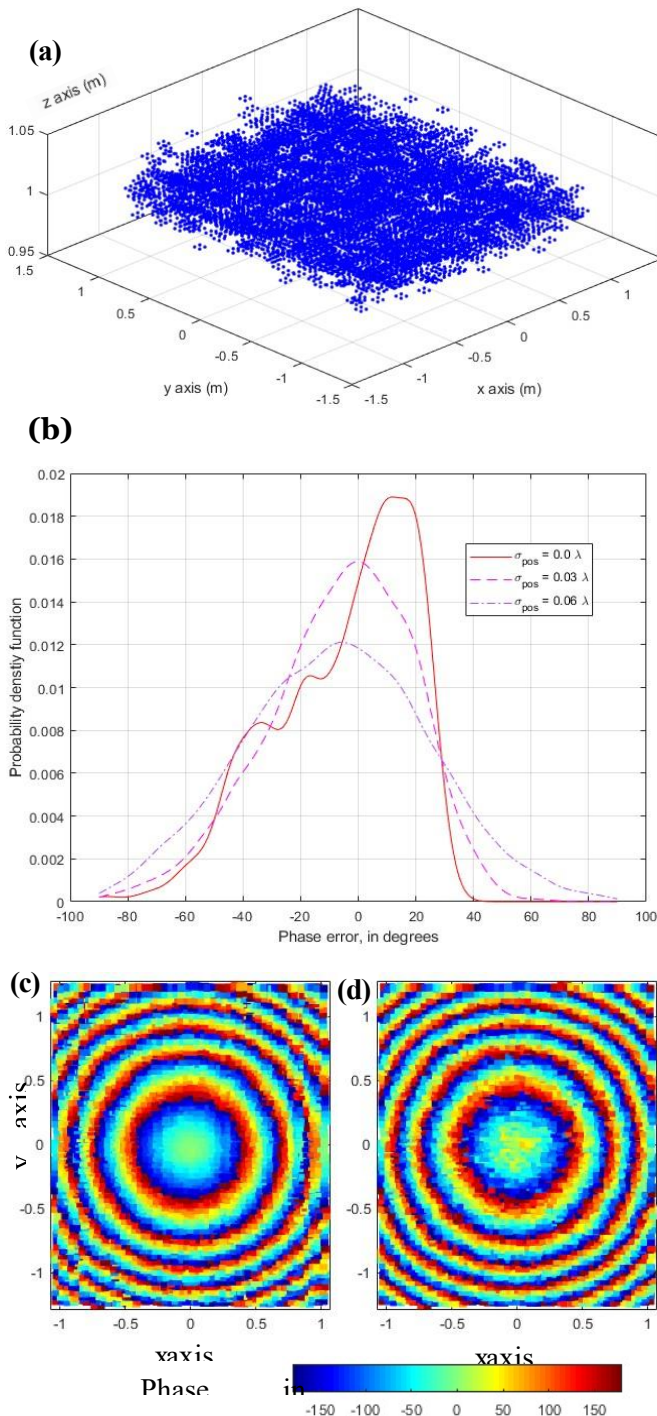 (a)
z axis (m)
1.05
1
0.95
1.5
1
0.5
0
-0.5
-1
-1.5
y axis (m)
-1.5
-1
-0.5
0
0.5
1
x axis (m)
(b)
0.02
0.018
0.016
0.014
0.012
0.01
0.008
0.006
0.004
0.002
0
Probability denstiy function
σpos = 0.0 λ
σpos = 0.03 λ
σpos = 0.06 λ
-100 -80 -60 -40 -20 0 20 40 60 80 100
Phase error, in degrees
(c)
1
0.5
0
-0.5
-1
axis
-1 -0.5 0 0.5 1
xaxis
(d)
1
0.5
0
-0.5
-1
-1 -0.5 0 0.5 1
xaxis
Phase in
-150 -100 -50 0 50 100 150